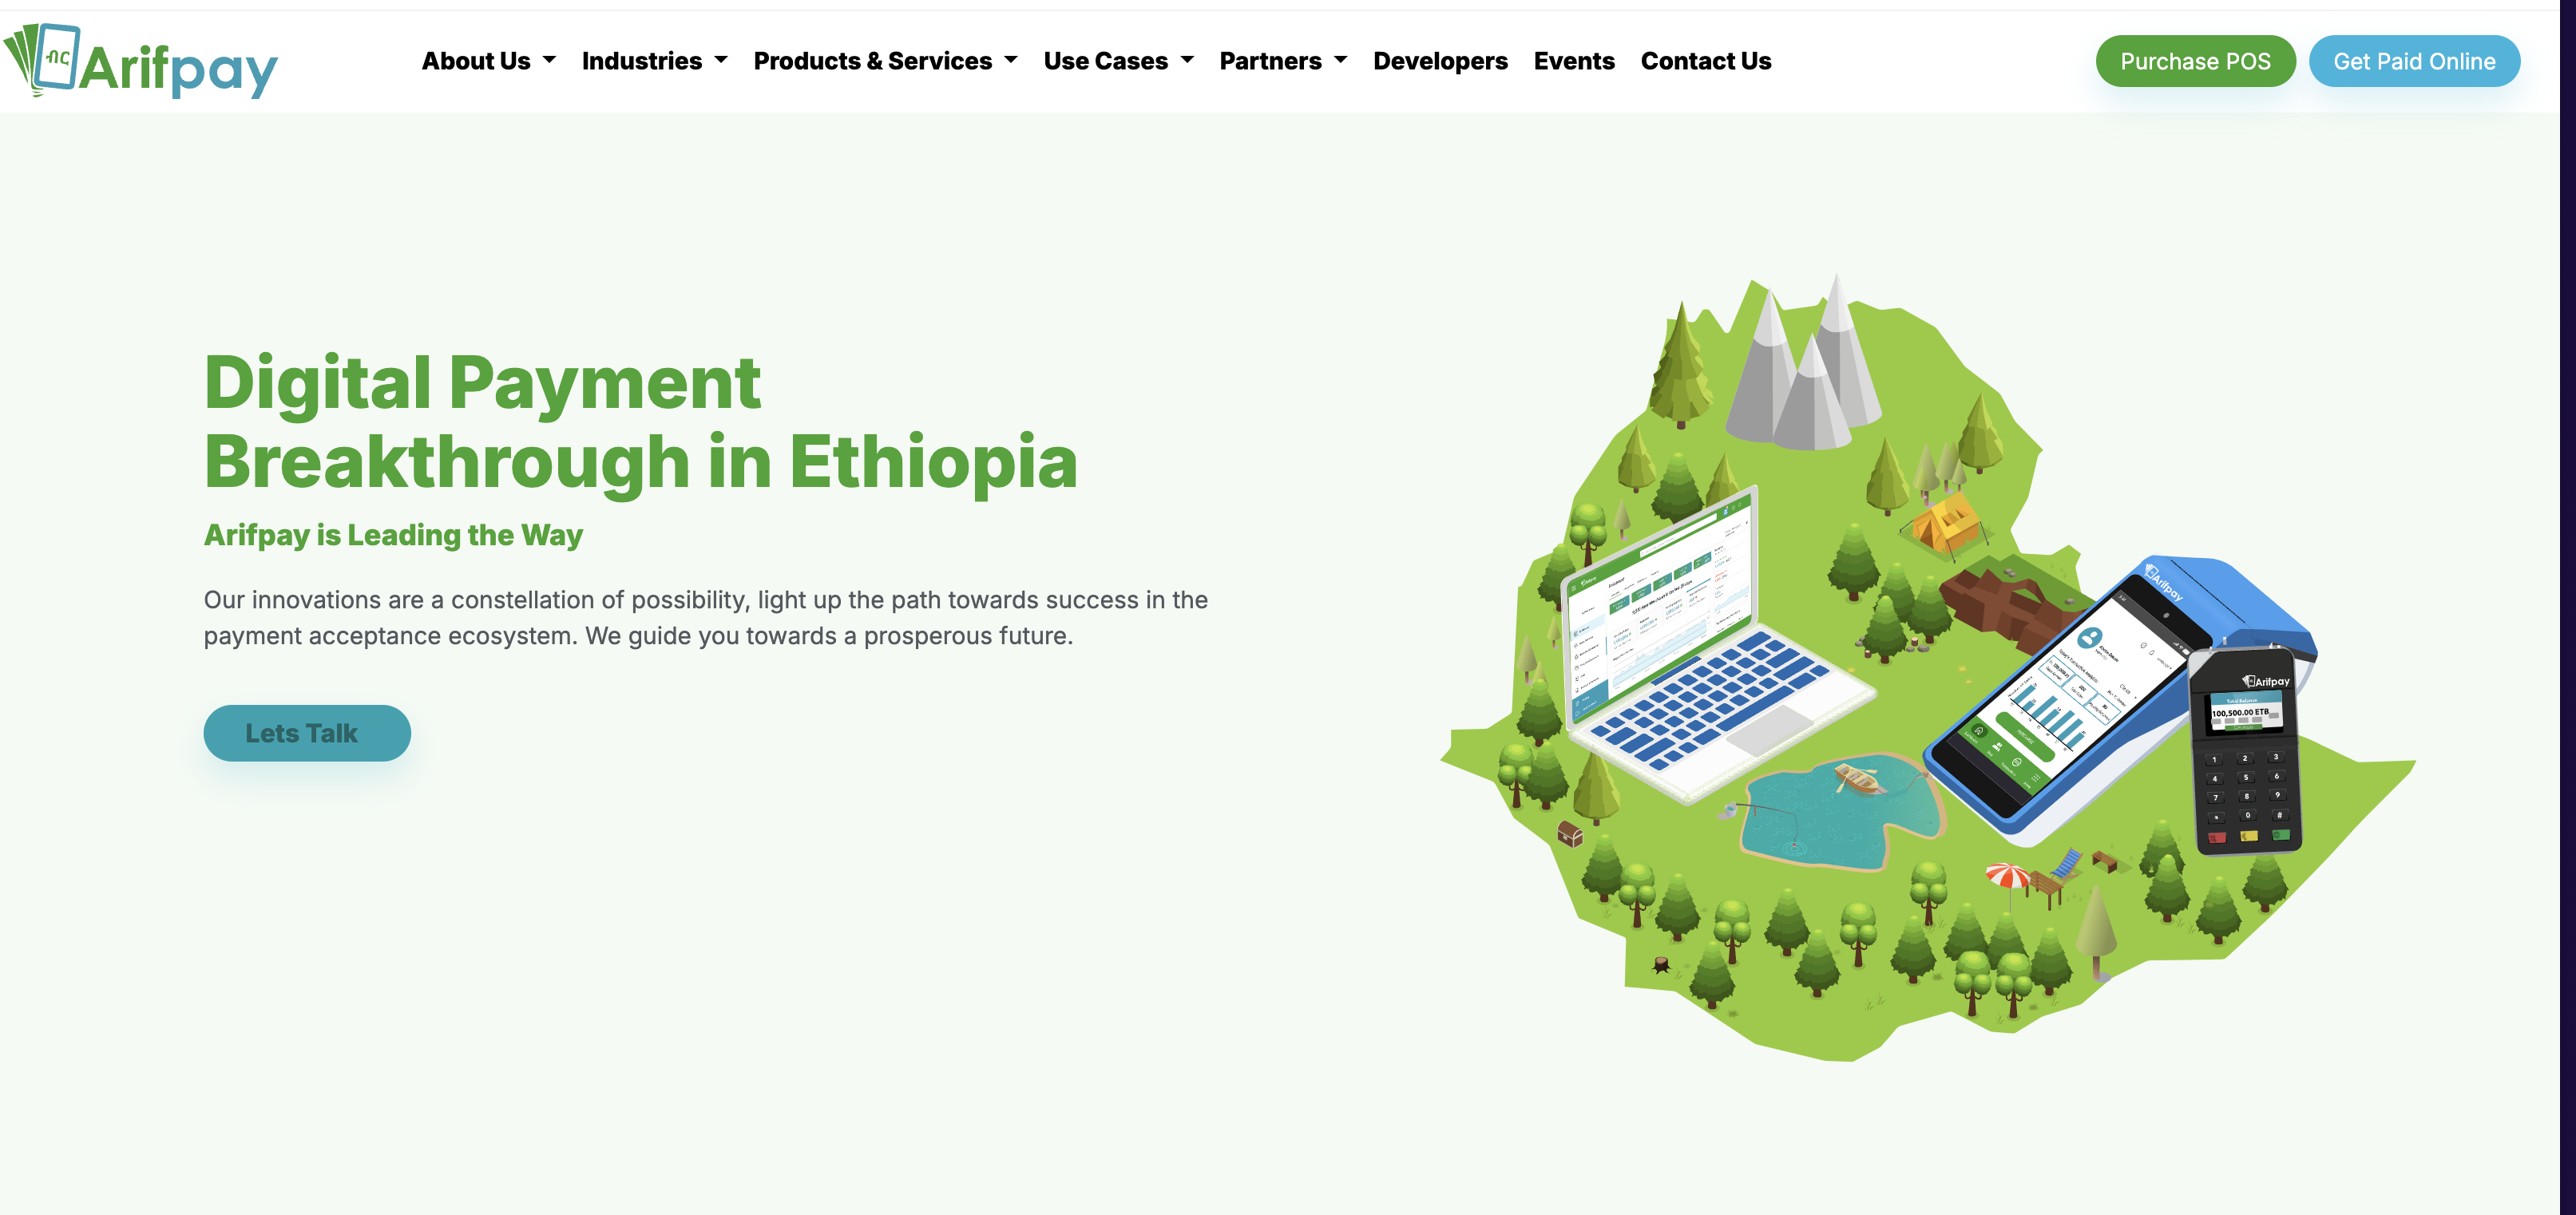 ብር Arifpay
About Us Industries Products & Services Use Cases Partners Developers Events Contact Us
Purchase POS Get Paid Online
Digital Payment
Breakthrough in Ethiopia
Arifpay is Leading the Way
Our innovations are a constellation of possibility, light up the path towards success in the
payment acceptance ecosystem. We guide you towards a prosperous future.
Lets Talk
Arifpay
Arifpay
Total Balance
100,500.00 ETB
1 2 3
4 5 6
7 8 9
* 0 #